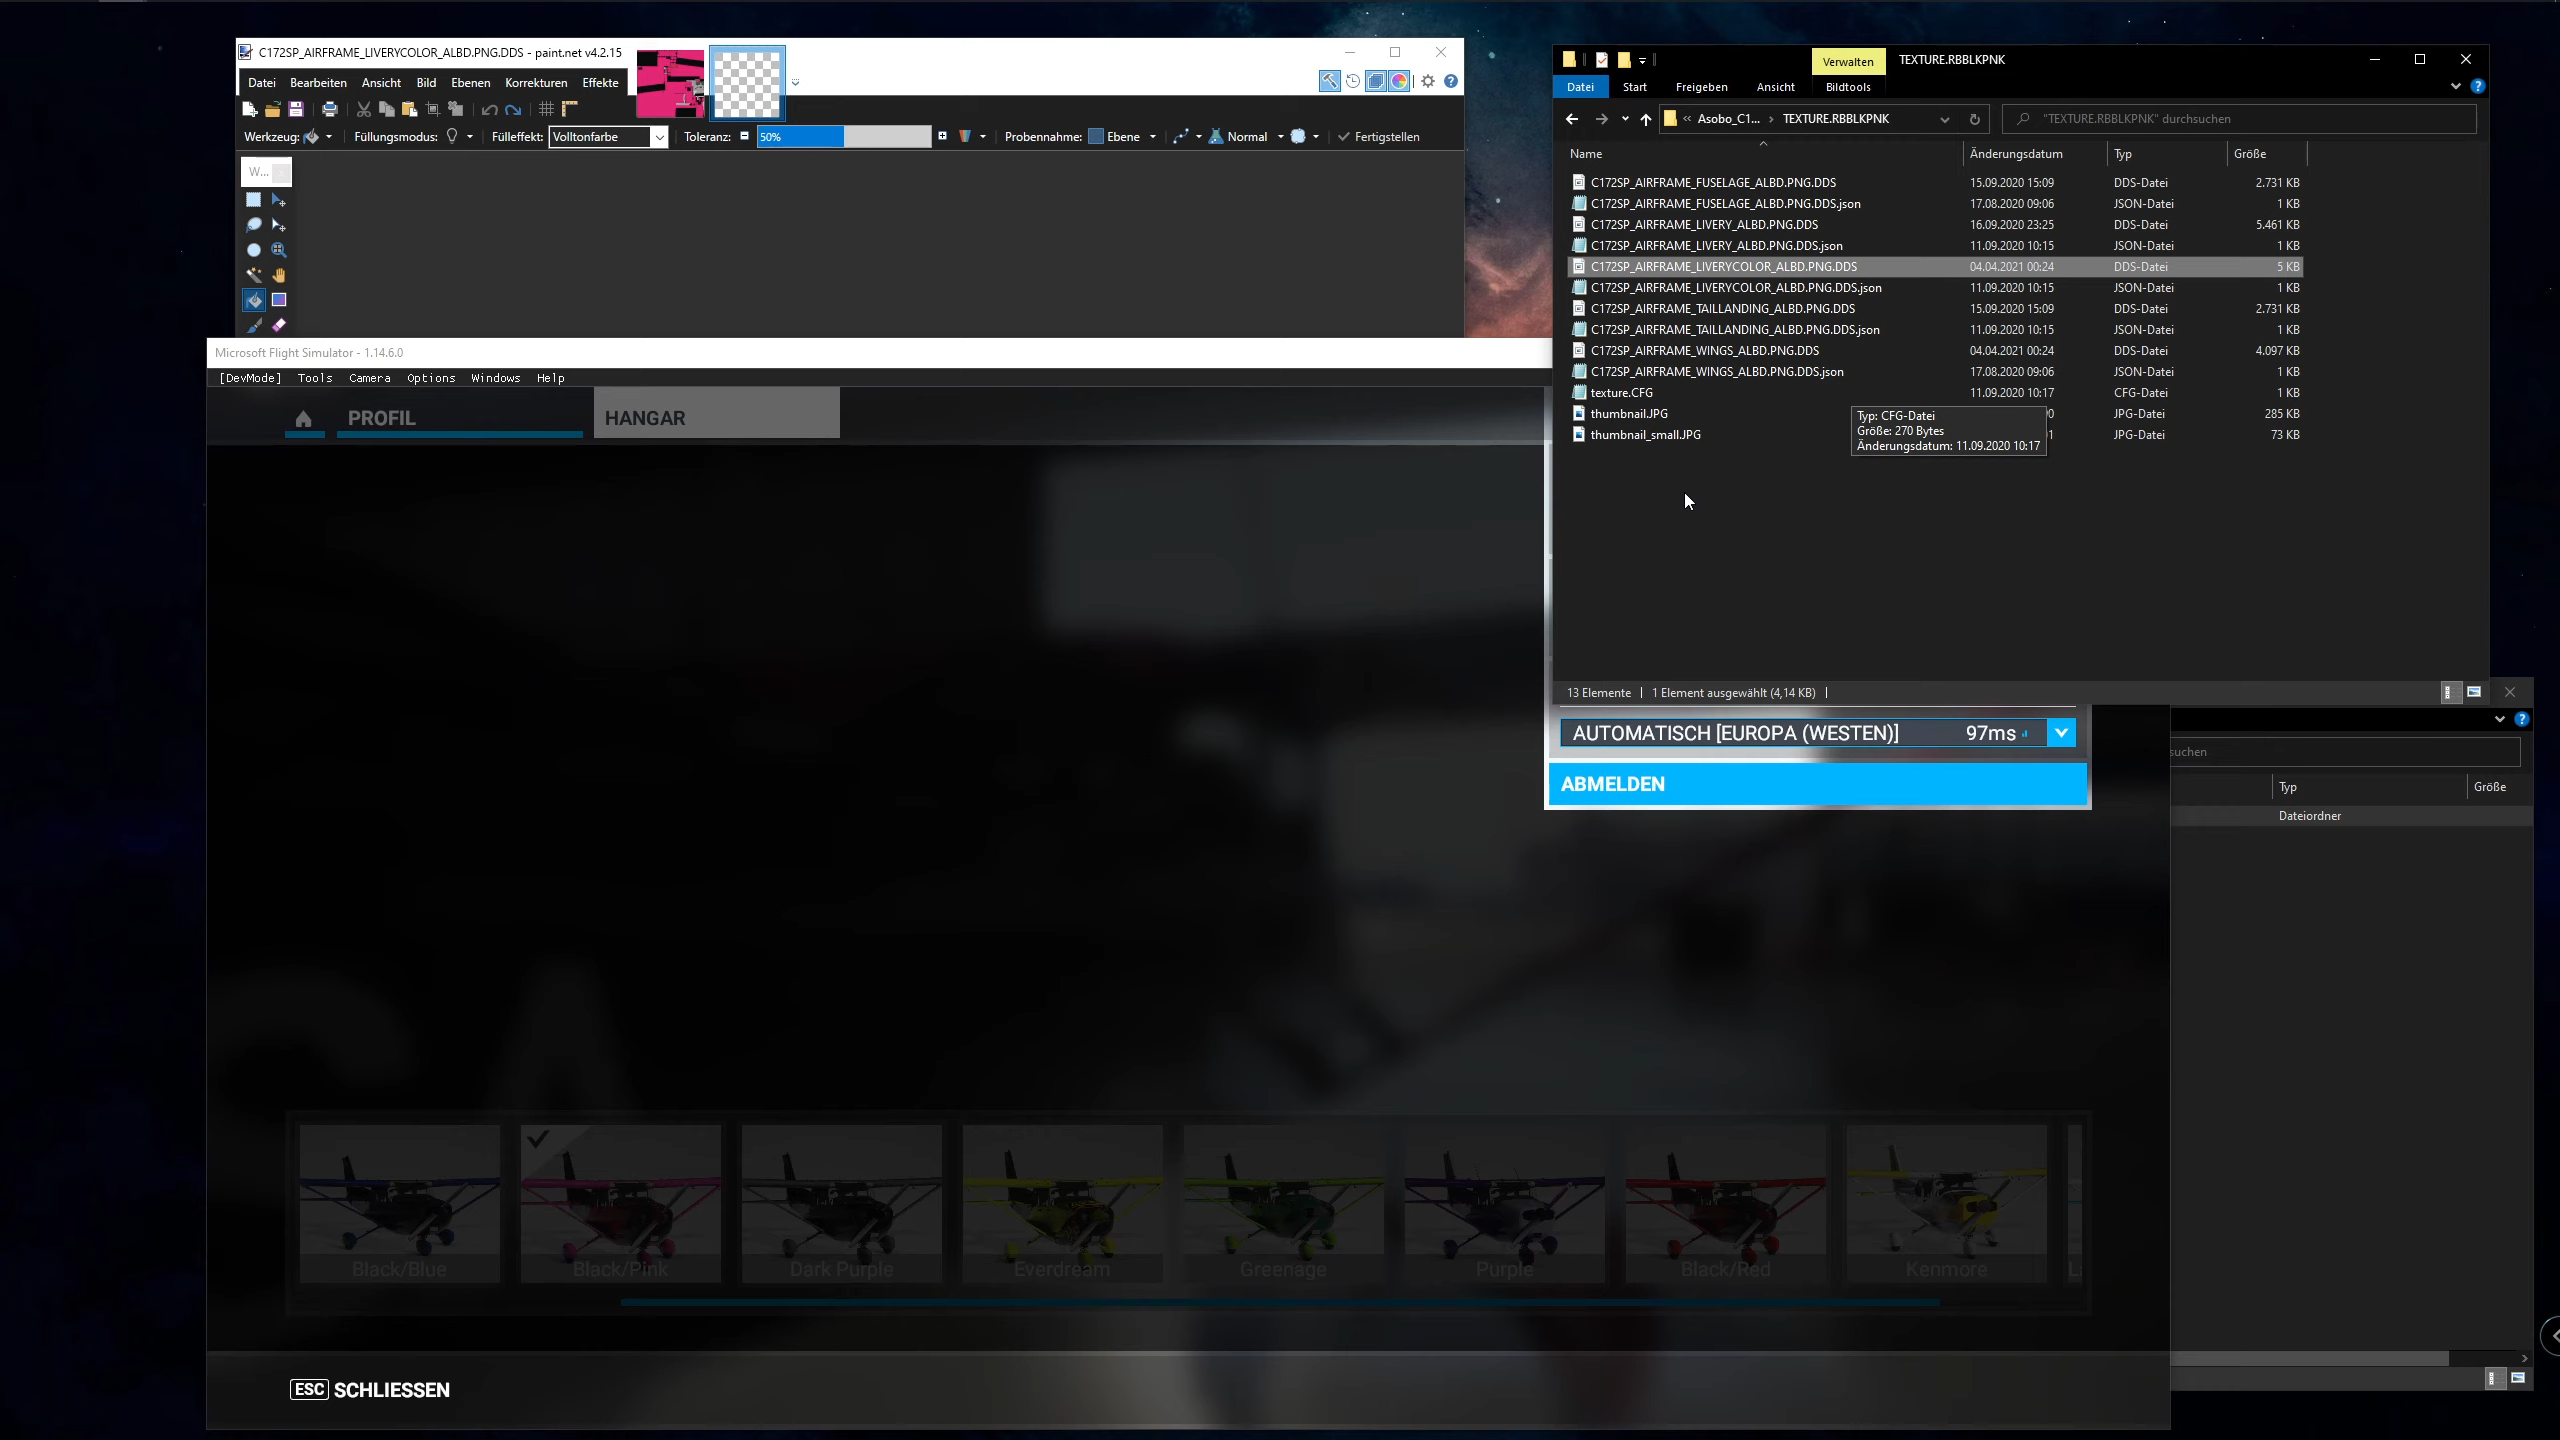 C172SP_AIRFRAME_LIVERYCOLOR_ALBD.PNG.DDS - paint.net v4.2.15
Datei Bearbeiten Ansicht Bild Ebenen Korrekturen Effekte
Werkzeug: Füllungsmodus: Fülleffekt: Volltonfarbe Toleranz: 50% Probennahme: Ebene Normal Fertigstellen
W...
Verwalten TEXTURE.RBBLKPNK
Datei Start Freigeben Ansicht Bildtools
« Asobo_C1... › TEXTURE.RBBLKPNK "TEXTURE.RBBLKPNK" durchsuchen
Name Änderungsdatum Typ Größe
C172SP_AIRFRAME_FUSELAGE_ALBD.PNG.DDS 15.09.2020 15:09 DDS-Datei 2.731 KB
C172SP_AIRFRAME_FUSELAGE_ALBD.PNG.DDS.json 17.08.2020 09:06 JSON-Datei 1 KB
C172SP_AIRFRAME_LIVERY_ALBD.PNG.DDS 16.09.2020 23:25 DDS-Datei 5.461 KB
C172SP_AIRFRAME_LIVERY_ALBD.PNG.DDS.json 11.09.2020 10:15 JSON-Datei 1 KB
C172SP_AIRFRAME_LIVERYCOLOR_ALBD.PNG.DDS 04.04.2021 00:24 DDS-Datei 5 KB
C172SP_AIRFRAME_LIVERYCOLOR_ALBD.PNG.DDS.json 11.09.2020 10:15 JSON-Datei 1 KB
C172SP_AIRFRAME_TAILLANDING_ALBD.PNG.DDS 15.09.2020 15:09 DDS-Datei 2.731 KB
C172SP_AIRFRAME_TAILLANDING_ALBD.PNG.DDS.json 11.09.2020 10:15 JSON-Datei 1 KB
C172SP_AIRFRAME_WINGS_ALBD.PNG.DDS 04.04.2021 00:24 DDS-Datei 4.097 KB
C172SP_AIRFRAME_WINGS_ALBD.PNG.DDS.json 17.08.2020 09:06 JSON-Datei 1 KB
texture.CFG 11.09.2020 10:17 CFG-Datei 1 KB
thumbnail.JPG 0 JPG-Datei 285 KB
thumbnail_small.JPG 1 JPG-Datei 73 KB
Typ: CFG-Datei
Größe: 270 Bytes
Änderungsdatum: 11.09.2020 10:17
13 Elemente 1 Element ausgewählt (4,14 KB)
Microsoft Flight Simulator - 1.14.6.0
[DevMode] Tools Camera Options Windows Help
PROFIL HANGAR
AUTOMATISCH [EUROPA (WESTEN)] 97ms
ABMELDEN
suchen
Typ Größe
Dateiordner
Black/Blue Black/Pink Dark Purple Everdream Greenage Purple Black/Red Kenmore
ESC SCHLIESSEN